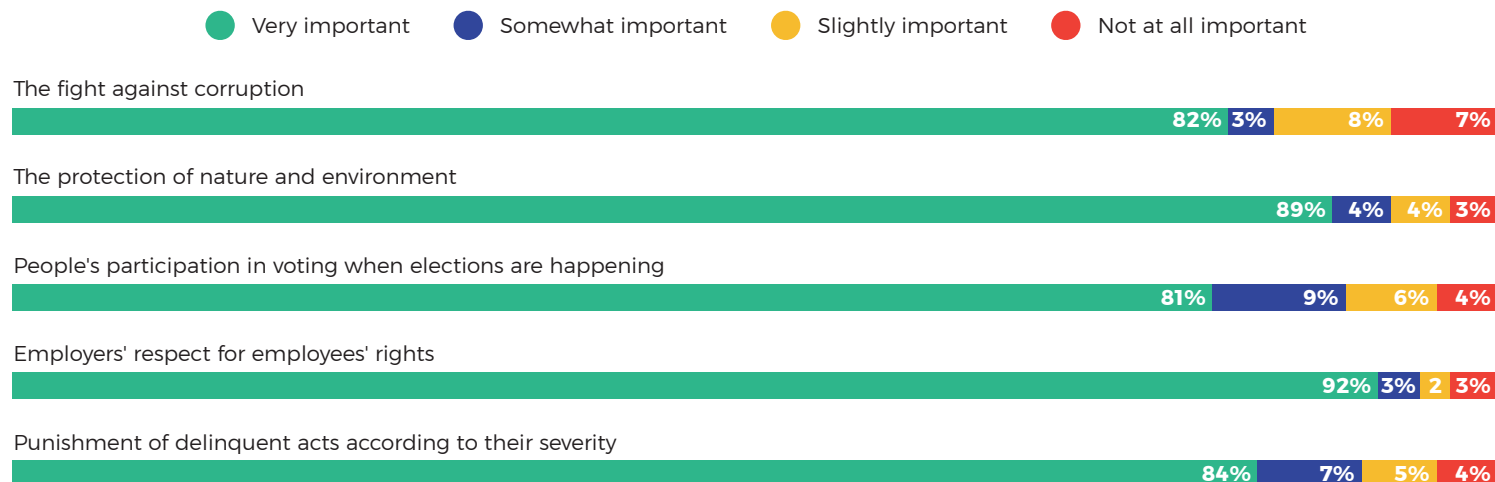 Very important Somewhat important Slightly important Not at all important
The fight against corruption
82% 3% 8% 7%
The protection of nature and environment
89% 4% 4% 3%
People's participation in voting when elections are happening
81% 9% 6% 4%
Employers' respect for employees' rights
92% 3% 2 3%
Punishment of delinquent acts according to their severity
84% 7% 5% 4%